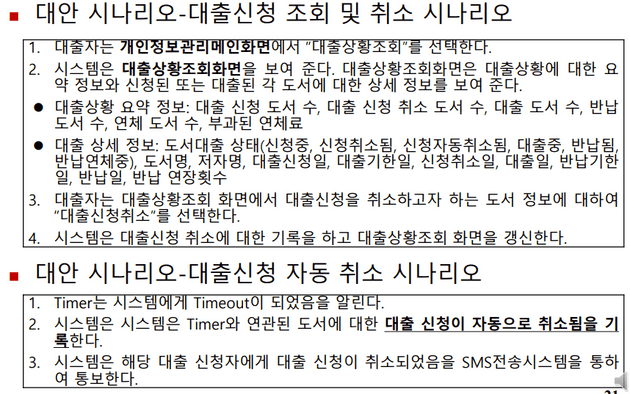 ▪ 대안 시나리오-대출신청 조회 및 취소 시나리오
1. 대출자는 개인정보관리메인화면에서 “대출상황조회”를 선택한다.
2. 시스템은 대출상황조회화면을 보여 준다. 대출상황조회화면은 대출상황에 대한 요
약 정보와 신청된 또는 대출된 각 도서에 대한 상세 정보를 보여 준다.
● 대출상황 요약 정보: 대출 신청 도서 수, 대출 신청 취소 도서 수, 대출 도서 수, 반납
도서 수, 연체 도서 수, 부과된 연체료
● 대출 상세 정보: 도서대출 상태(신청중, 신청취소됨, 신청자동취소됨, 대출중, 반납됨,
반납연체중), 도서명, 저자명, 대출신청일, 대출기한일, 신청취소일, 대출일, 반납기한
일, 반납일, 반납 연장횟수
3. 대출자는 대출상황조회 화면에서 대출신청을 취소하고자 하는 도서 정보에 대하여
“대출신청취소”를 선택한다.
4. 시스템은 대출신청 취소에 대한 기록을 하고 대출상황조회 화면을 갱신한다.
▪ 대안 시나리오-대출신청 자동 취소 시나리오
1. Timer는 시스템에게 Timeout이 되었음을 알린다.
2. 시스템은 시스템은 Timer와 연관된 도서에 대한 대출 신청이 자동으로 취소됨을 기
록한다.
3. 시스템은 해당 대출 신청자에게 대출 신청이 취소되었음을 SMS전송시스템을 통하
여 통보한다.